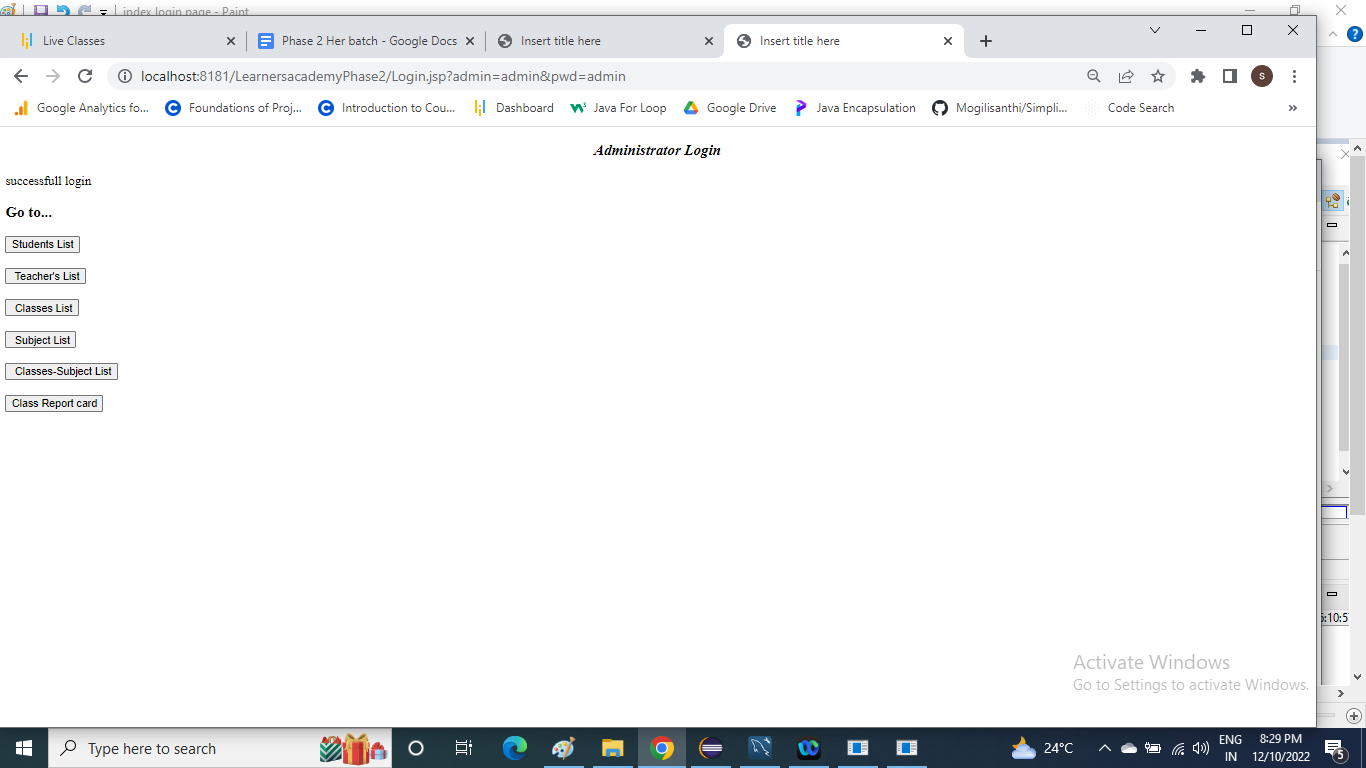 index login page - Paint
Live Classes
Phase 2 Her batch - Google Docs
Insert title here
Insert title here
localhost:8181/LearnersacademyPhase2/Login.jsp?admin=admin&pwd=admin
S
Google Analytics fo...
Foundations of Proj...
Introduction to Cou...
Dashboard
Java For Loop
Google Drive
Java Encapsulation
Mogilisanthi/Simpli...
Code Search
»
Administrator Login
successfull login
Go to...
Students List
Teacher's List
Classes List
Subject List
Classes-Subject List
Class Report card
Activate Windows
Go to Settings to activate Windows.
Type here to search
24°C
ENG
IN
8:29 PM
12/10/2022
5